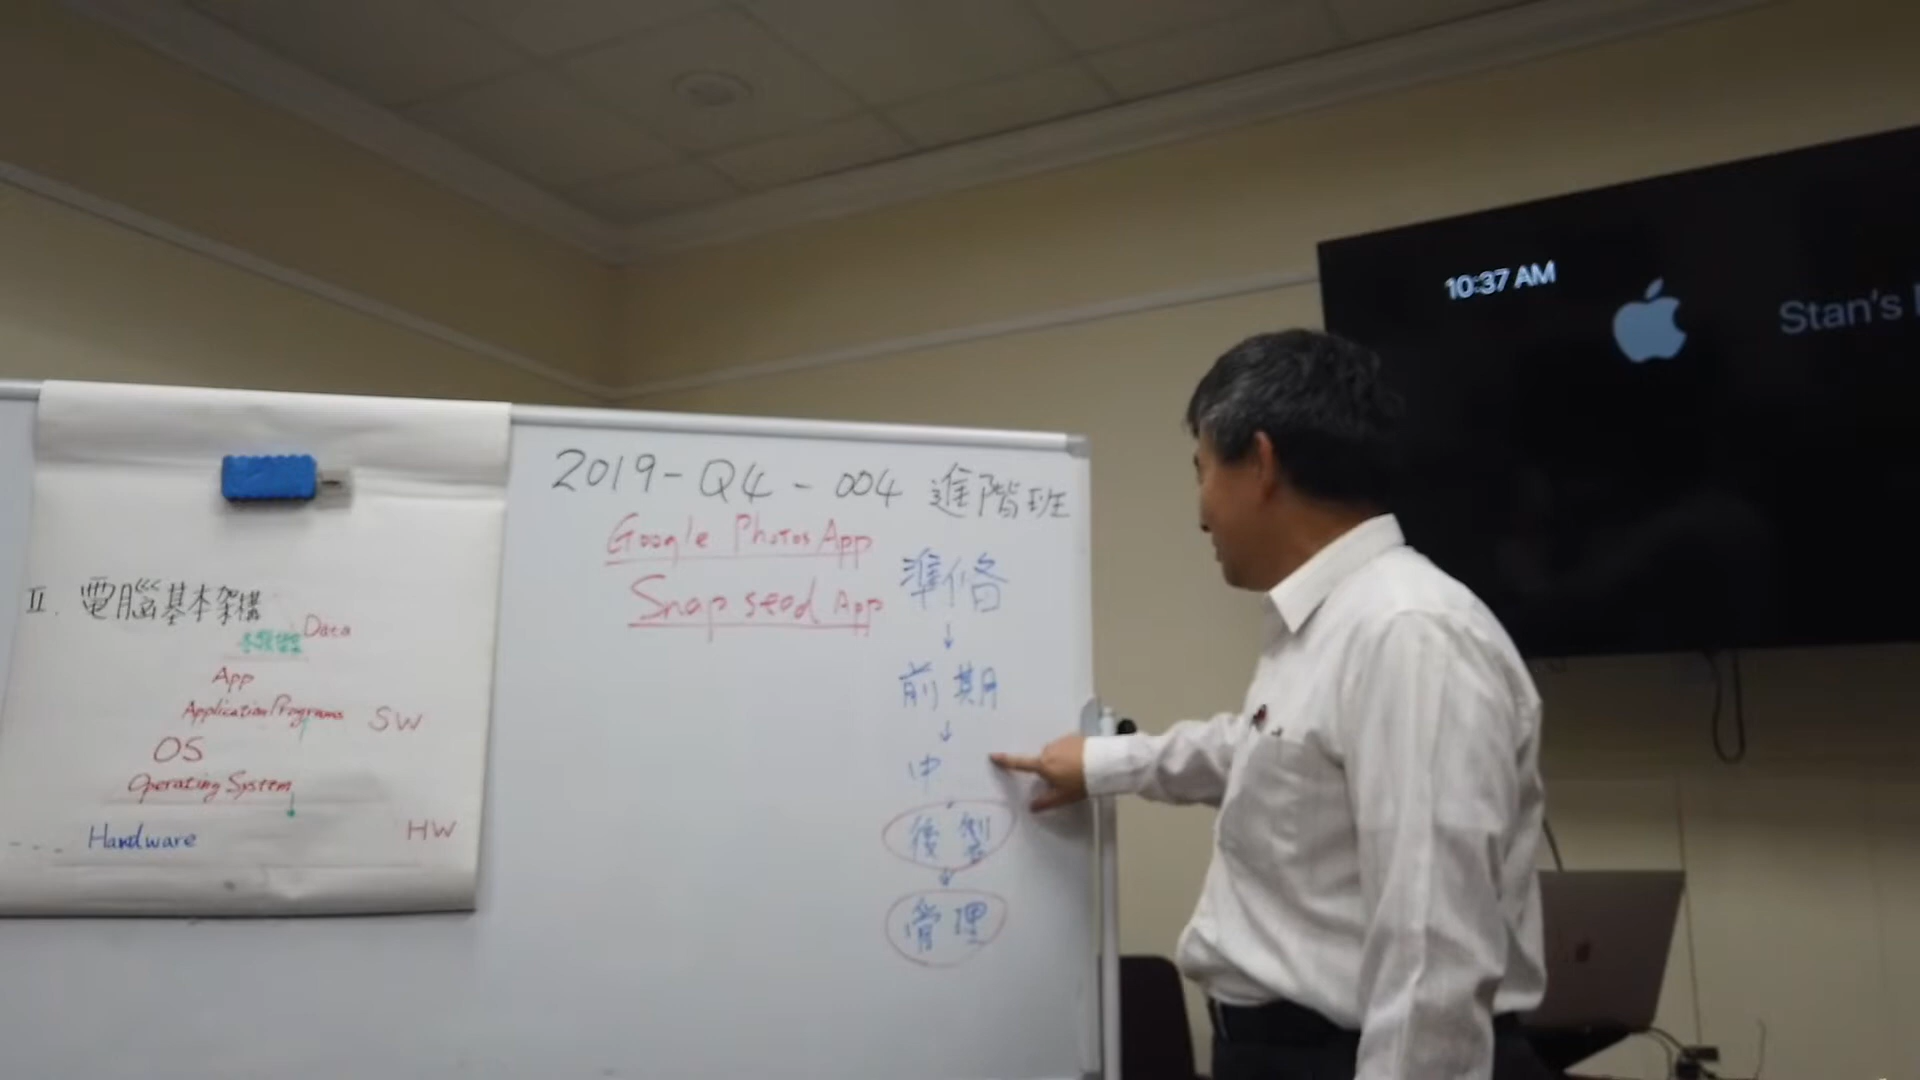 10:37 AM
Stan's
2019-Q4-004 進階班
Google Photos App
Snap seed App
準備
↓
前期
↓
中
後製
↓
管理
II. 電腦基本架構
Data
App
Application Programs SW
OS
Operating System
Hardware HW